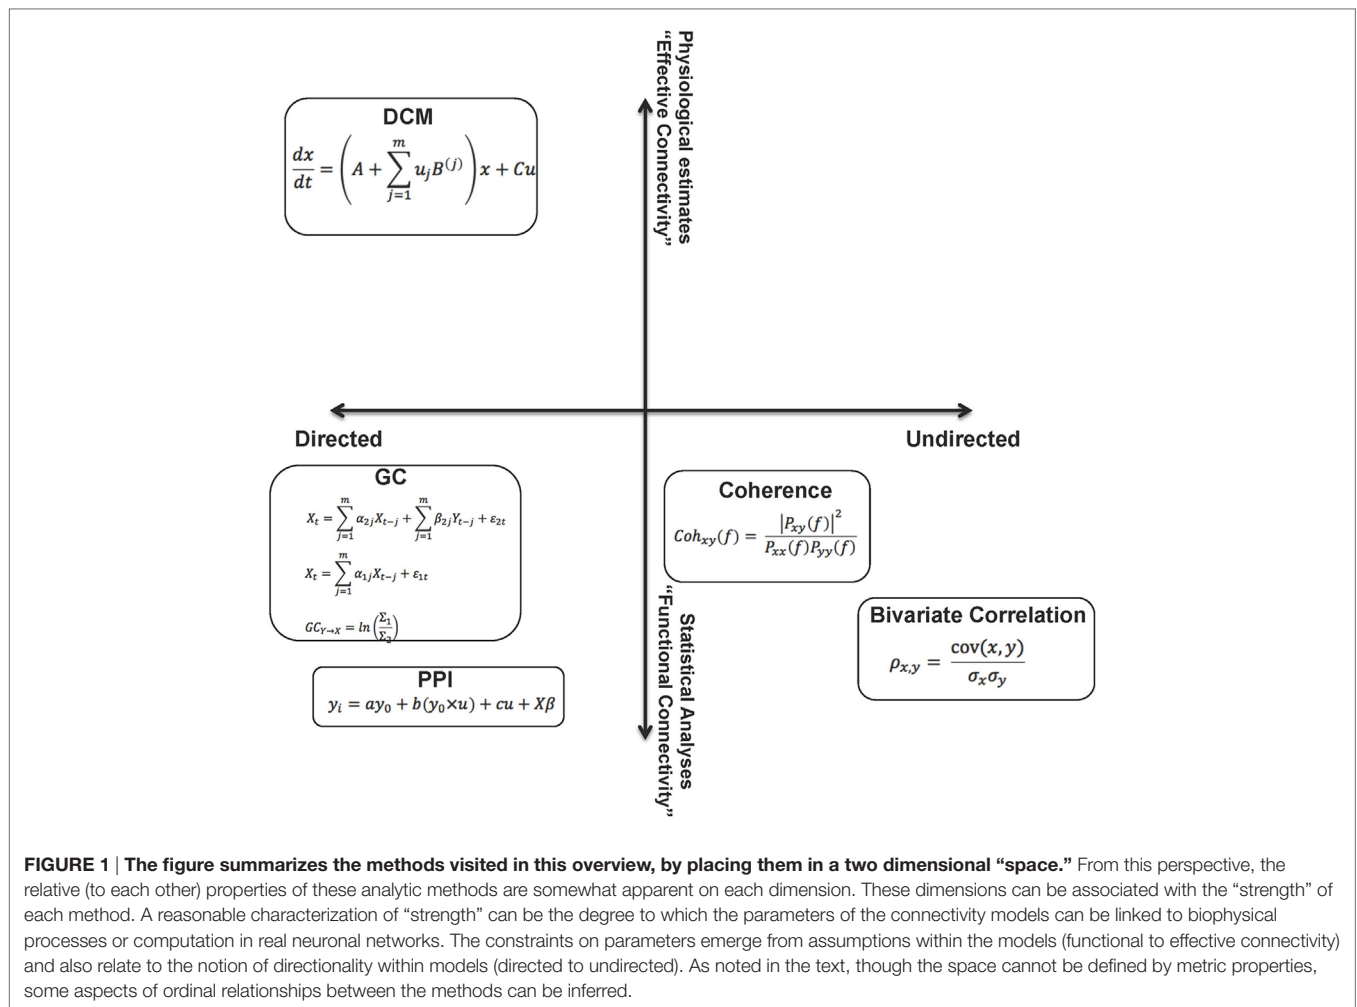 Physiological estimates
“Effective Connectivity”
DCM
dx/dt = (A + ∑_{j=1}^{m} u_jB^{(j)}) x + Cu
Directed
Undirected
GC
X_t = ∑_{j=1}^{m} α_{2j}X_{t−j} + ∑_{j=1}^{m} β_{2j}Y_{t−j} + ε_{2t}
X_t = ∑_{j=1}^{m} α_{1j}X_{t−j} + ε_{1t}
GC_{Y→X} = ln(Σ_1/Σ_2)
PPI
y_i = ay_0 + b(y_0×u) + cu + Xβ
Coherence
Coh_{xy}(f) = |P_{xy}(f)|^2 / P_{xx}(f)P_{yy}(f)
Bivariate Correlation
ρ_{x,y} = cov(x,y) / σ_xσ_y
Statistical Analyses
“Functional Connectivity”
FIGURE 1 | The figure summarizes the methods visited in this overview, by placing them in a two dimensional “space.” From this perspective, the
relative (to each other) properties of these analytic methods are somewhat apparent on each dimension. These dimensions can be associated with the “strength” of
each method. A reasonable characterization of “strength” can be the degree to which the parameters of the connectivity models can be linked to biophysical
processes or computation in real neuronal networks. The constraints on parameters emerge from assumptions within the models (functional to effective connectivity)
and also relate to the notion of directionality within models (directed to undirected). As noted in the text, though the space cannot be defined by metric properties,
some aspects of ordinal relationships between the methods can be inferred.